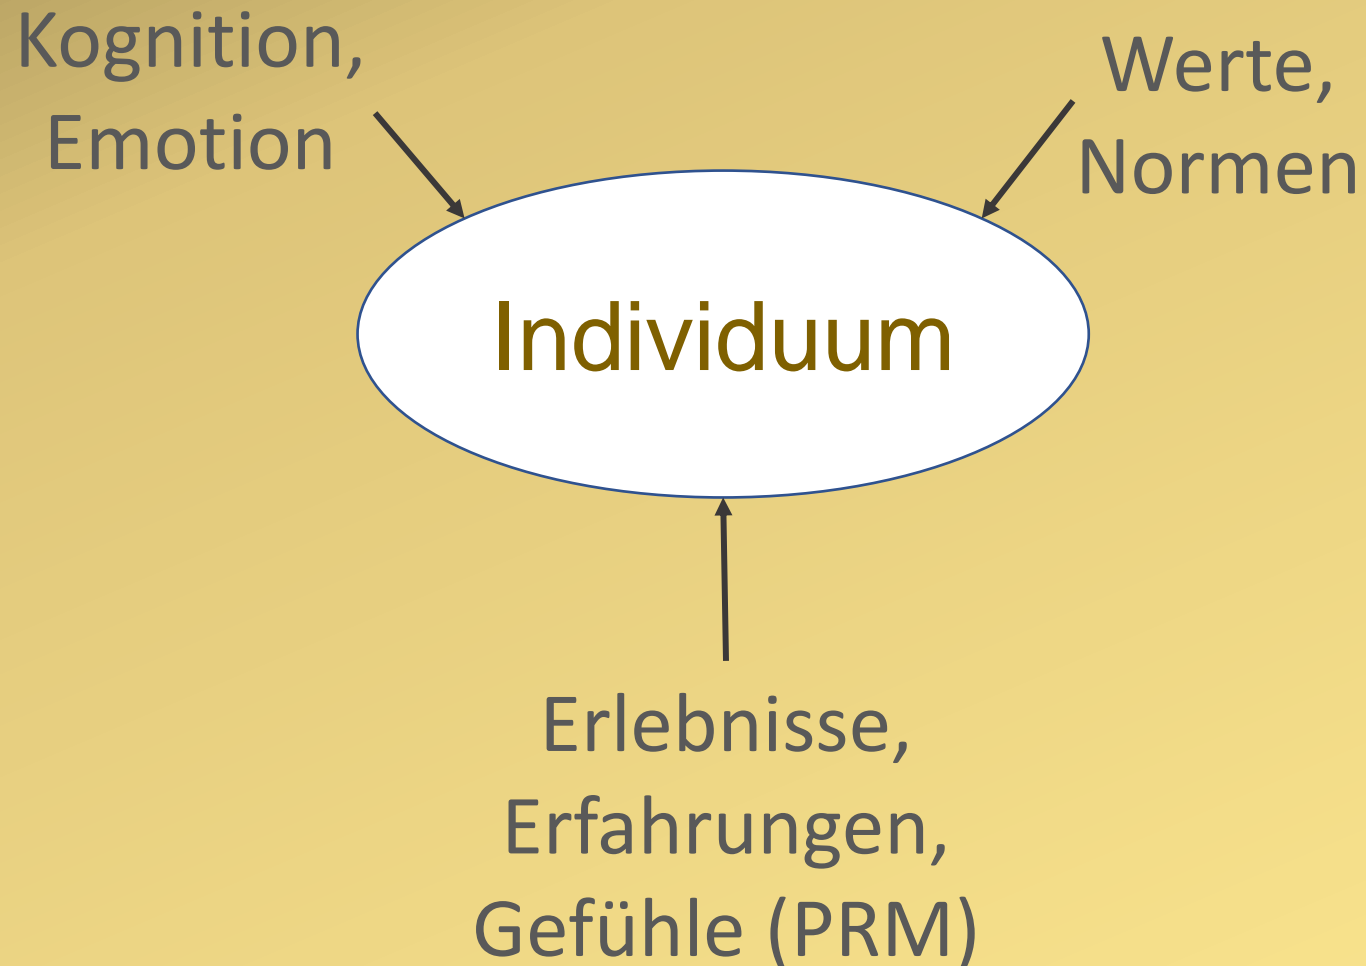 Kognition,
Emotion
Werte,
Normen
Individuum
Erlebnisse,
Erfahrungen,
Gefühle (PRM)